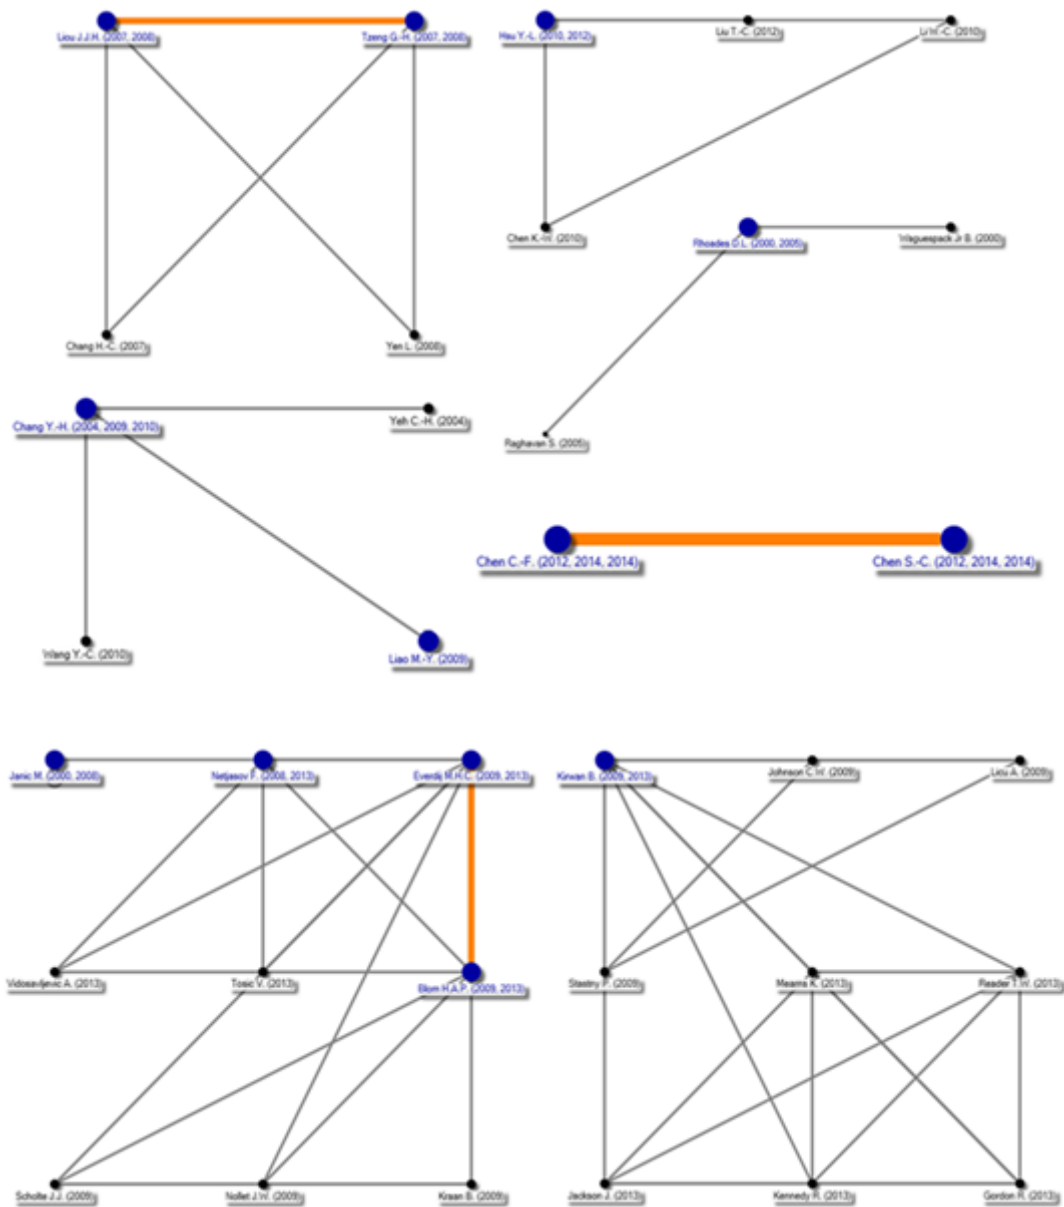 Liou J.J.H. (2007, 2008)
Tzeng G.-H. (2007, 2008)
Hsu Y.-L. (2010, 2012)
Liu T.-C. (2012)
Li W.-C. (2010)
Chen K.-W. (2010)
Rhoades D.L. (2000, 2005)
Waguespack Jr B. (2000)
Chang H.-C. (2007)
Yen L. (2008)
Chang Y.-H. (2004, 2009, 2010)
Yeh C.-H. (2004)
Raghavan S. (2005)
Chen C.-F. (2012, 2014, 2014)
Chen S.-C. (2012, 2014, 2014)
Wang Y.-C. (2010)
Liao M.-Y. (2009)
Janic M. (2000, 2008)
Netjasov F. (2008, 2013)
Everdij M.H.C. (2009, 2013)
Kirwan B. (2009, 2013)
Johnson C.W. (2009)
Licu A. (2009)
Vidosavljevic A. (2013)
Tosic V. (2013)
Blom H.A.P. (2009, 2013)
Stastny P. (2009)
Mearns K. (2013)
Reader T.W. (2013)
Scholte J.J. (2009)
Nollet J.W. (2009)
Kraan B. (2009)
Jackson J. (2013)
Kennedy R. (2013)
Gordon R. (2013)